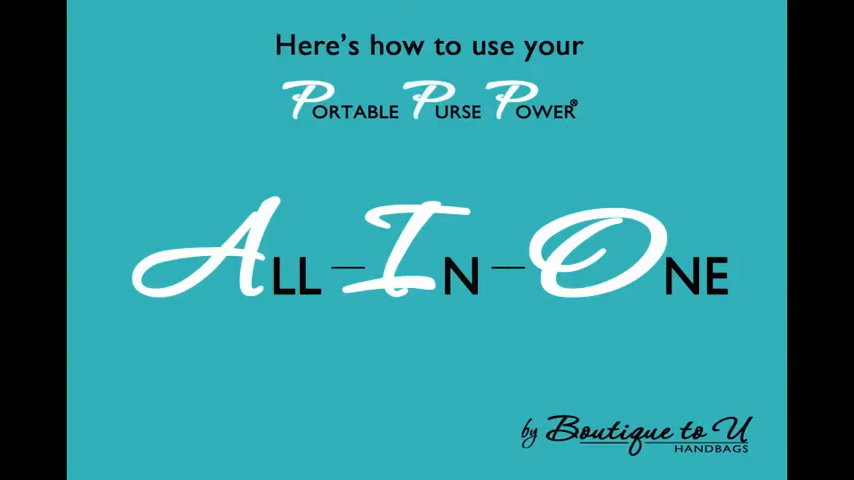 Here's how to use your
PORTABLE PURSE POWER®
ALL-IN-ONE
by Boutique to U
HANDBAGS